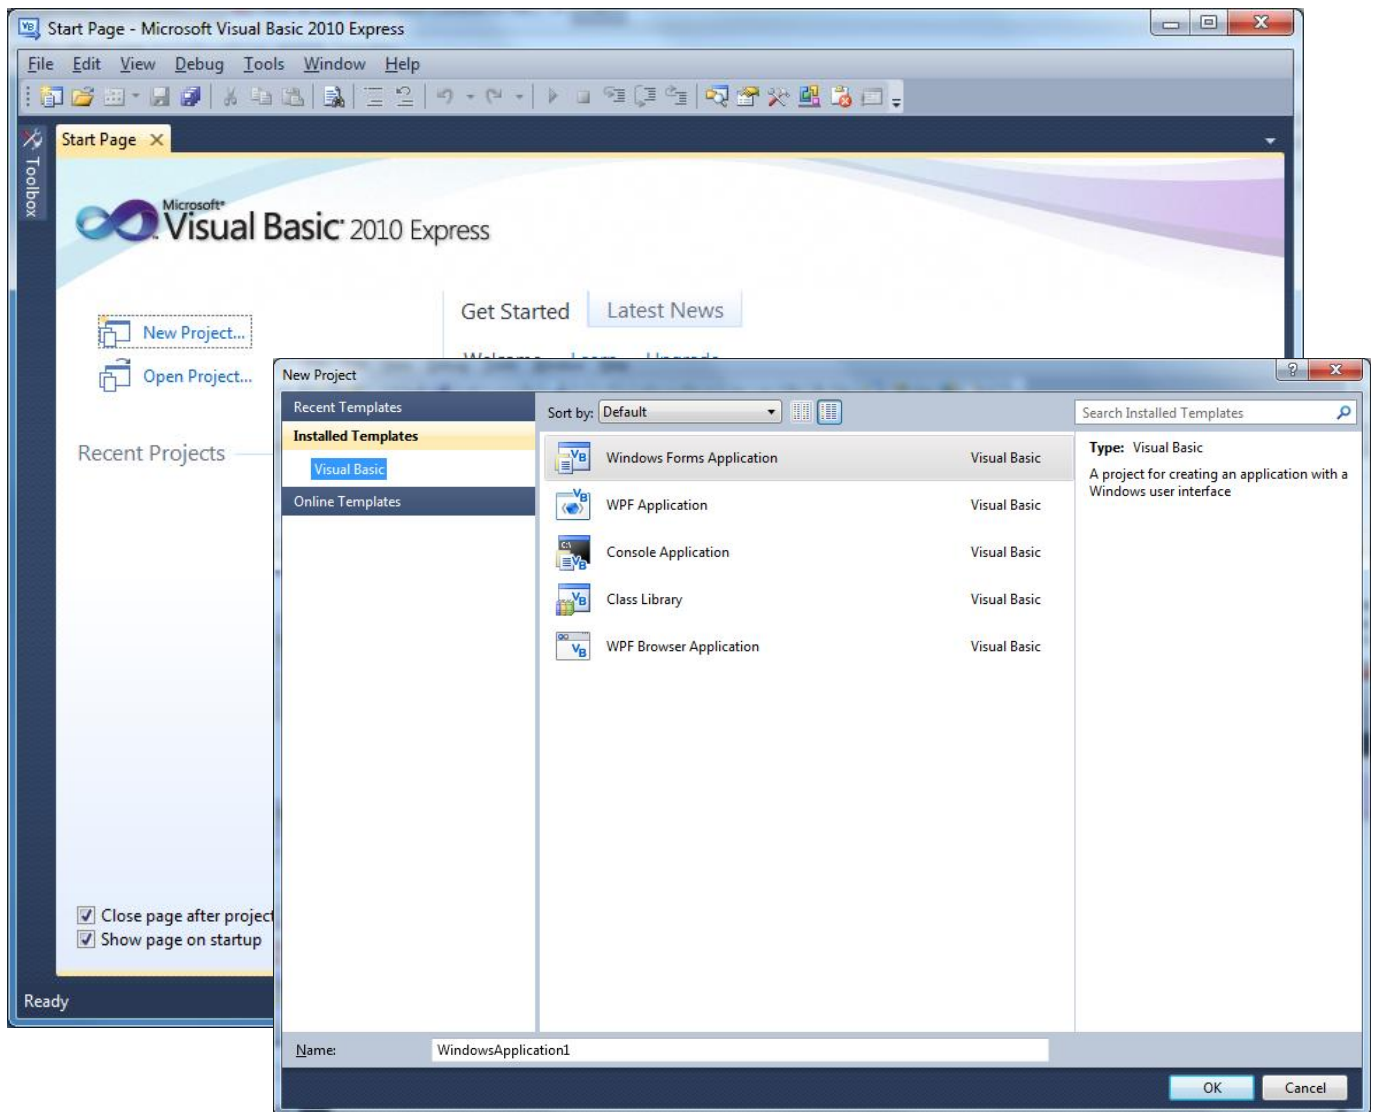 Start Page - Microsoft Visual Basic 2010 Express
File Edit View Debug Tools Window Help
Start Page
Toolbox
Microsoft®
Visual Basic® 2010 Express
Get Started Latest News
New Project...
Welcome Learn Upgrade
Open Project...
Recent Projects
Close page after project
Show page on startup
Ready
New Project
Recent Templates
Installed Templates
Visual Basic
Online Templates
Sort by: Default
Search Installed Templates
Windows Forms Application Visual Basic
WPF Application Visual Basic
Console Application Visual Basic
Class Library Visual Basic
WPF Browser Application Visual Basic
Type: Visual Basic
A project for creating an application with a
Windows user interface
Name: WindowsApplication1
OK Cancel